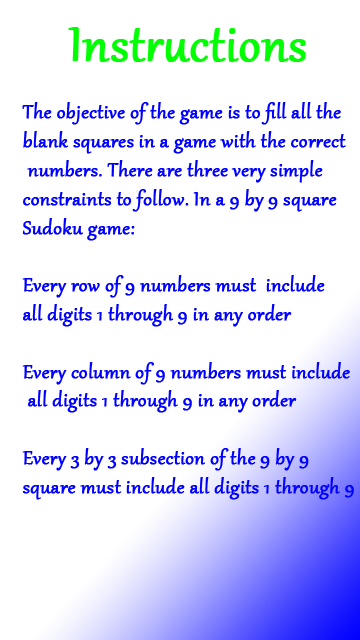 Instructions
The objective of the game is to fill all the
blank squares in a game with the correct
numbers. There are three very simple
constraints to follow. In a 9 by 9 square
Sudoku game:
Every row of 9 numbers must include
all digits 1 through 9 in any order
Every column of 9 numbers must include
all digits 1 through 9 in any order
Every 3 by 3 subsection of the 9 by 9
square must include all digits 1 through 9